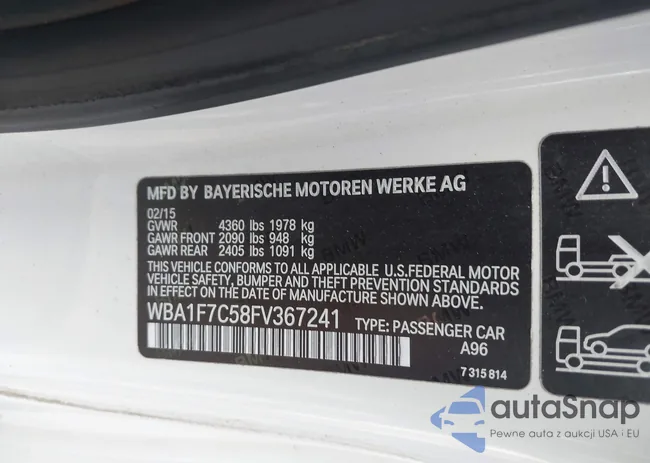 MFD BY BAYERISCHE MOTOREN WERKE AG
02/15
GVWR 4360 lbs 1978 kg
GAWR FRONT 2090 lbs 948 kg
GAWR REAR 2405 lbs 1091 kg
THIS VEHICLE CONFORMS TO ALL APPLICABLE U.S.FEDERAL MOTOR
VEHICLE SAFETY, BUMPER, AND THEFT PREVENTION STANDARDS
IN EFFECT ON THE DATE OF MANUFACTURE SHOWN ABOVE.
WBA1F7C58FV367241 TYPE: PASSENGER CAR
A96
7 315 814
autoSnap
Pewne auta z aukcji USA i EU